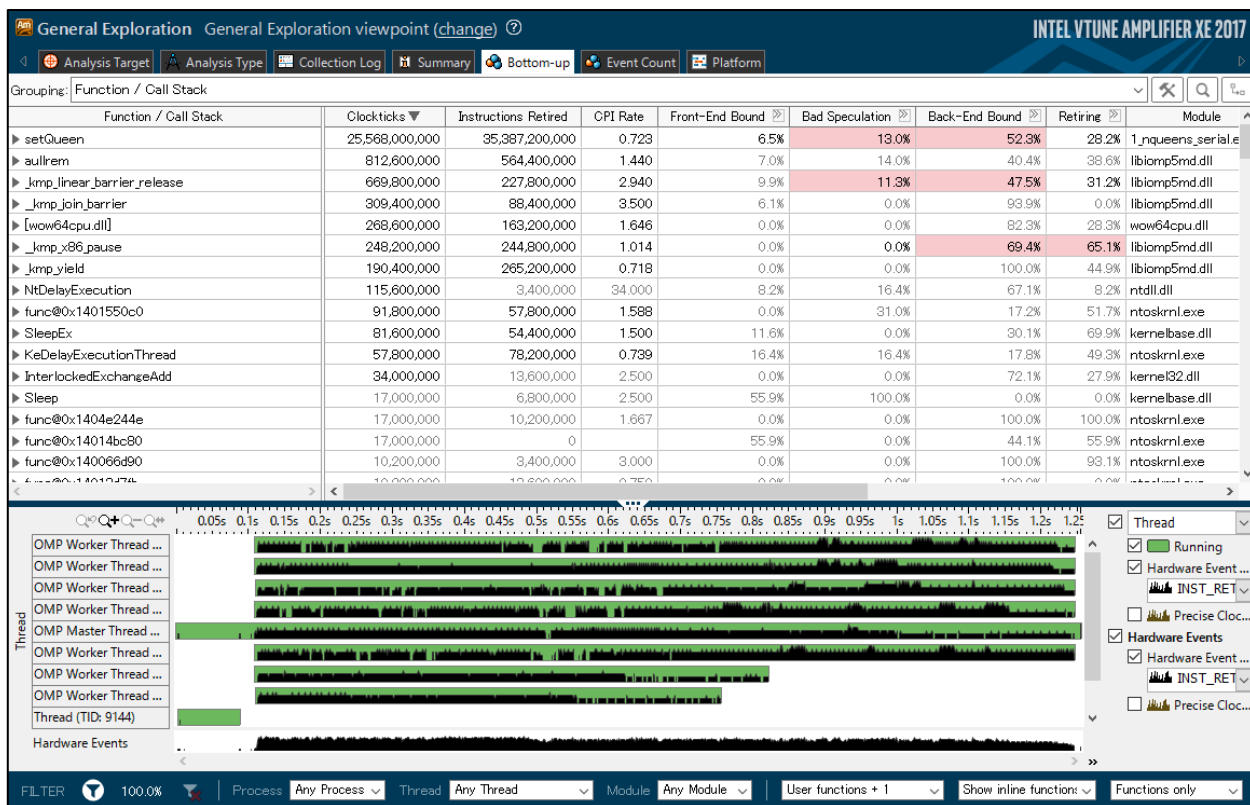 General Exploration General Exploration viewpoint (change) ? INTEL VTUNE AMPLIFIER XE 2017
Analysis Target Analysis Type Collection Log Summary Bottom-up Event Count Platform
Grouping: Function / Call Stack
Function / Call Stack Clockticks▼ Instructions Retired CPI Rate Front-End Bound Bad Speculation Back-End Bound Retiring Module
setQueen 25,568,000,000 35,387,200,000 0.723 6.5% 13.0% 52.3% 28.2% 1_nqueens_serial.e
aullrem 812,600,000 564,400,000 1.440 7.0% 14.0% 40.4% 38.6% libiomp5md.dll
_kmp_linear_barrier_release 669,800,000 227,800,000 2.940 9.9% 11.3% 47.5% 31.2% libiomp5md.dll
_kmp_join_barrier 309,400,000 88,400,000 3.500 6.1% 0.0% 93.9% 0.0% libiomp5md.dll
[wow64cpu.dll] 268,600,000 163,200,000 1.646 0.0% 0.0% 82.3% 28.3% wow64cpu.dll
_kmp_x86_pause 248,200,000 244,800,000 1.014 0.0% 0.0% 69.4% 65.1% libiomp5md.dll
_kmp_yield 190,400,000 265,200,000 0.718 0.0% 0.0% 100.0% 44.9% libiomp5md.dll
NtDelayExecution 115,600,000 3,400,000 34.000 8.2% 16.4% 67.1% 8.2% ntdll.dll
func@0x1401550c0 91,800,000 57,800,000 1.588 0.0% 31.0% 17.2% 51.7% ntoskrnl.exe
SleepEx 81,600,000 54,400,000 1.500 11.6% 0.0% 30.1% 69.9% kernelbase.dll
KeDelayExecutionThread 57,800,000 78,200,000 0.739 16.4% 16.4% 17.8% 49.3% ntoskrnl.exe
InterlockedExchangeAdd 34,000,000 13,600,000 2.500 0.0% 0.0% 72.1% 27.9% kernel32.dll
Sleep 17,000,000 6,800,000 2.500 55.9% 100.0% 0.0% 0.0% kernelbase.dll
func@0x1404e244e 17,000,000 10,200,000 1.667 0.0% 0.0% 100.0% 100.0% ntoskrnl.exe
func@0x14014bc80 17,000,000 0 55.9% 0.0% 44.1% 55.9% ntoskrnl.exe
func@0x140066d90 10,200,000 3,400,000 3.000 0.0% 0.0% 100.0% 93.1% ntoskrnl.exe
0.05s 0.1s 0.15s 0.2s 0.25s 0.3s 0.35s 0.4s 0.45s 0.5s 0.55s 0.6s 0.65s 0.7s 0.75s 0.8s 0.85s 0.9s 0.95s 1s 1.05s 1.1s 1.15s 1.2s 1.25
Thread
OMP Worker Thread ...
OMP Worker Thread ...
OMP Worker Thread ...
OMP Worker Thread ...
OMP Master Thread ...
OMP Worker Thread ...
OMP Worker Thread ...
OMP Worker Thread ...
Thread (TID: 9144)
Hardware Events
Thread
Running
Hardware Event ...
INST_RET
Precise Cloc...
Hardware Events
Hardware Event ...
INST_RET
Precise Cloc...
FILTER 100.0% Process Any Process Thread Any Thread Module Any Module User functions + 1 Show inline functions Functions only